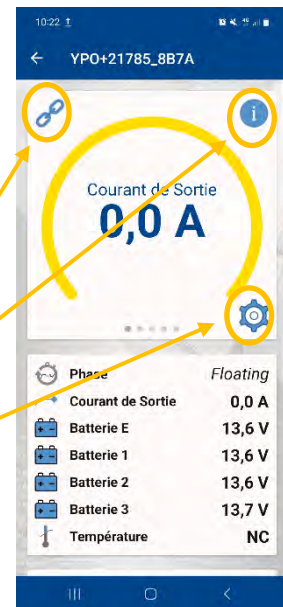 10:22
YPO+21785_8B7A
i
Courant de Sortie
0,0 A
Phase Floating
Courant de Sortie 0,0 A
Batterie E 13,6 V
Batterie 1 13,6 V
Batterie 2 13,6 V
Batterie 3 13,7 V
Température NC